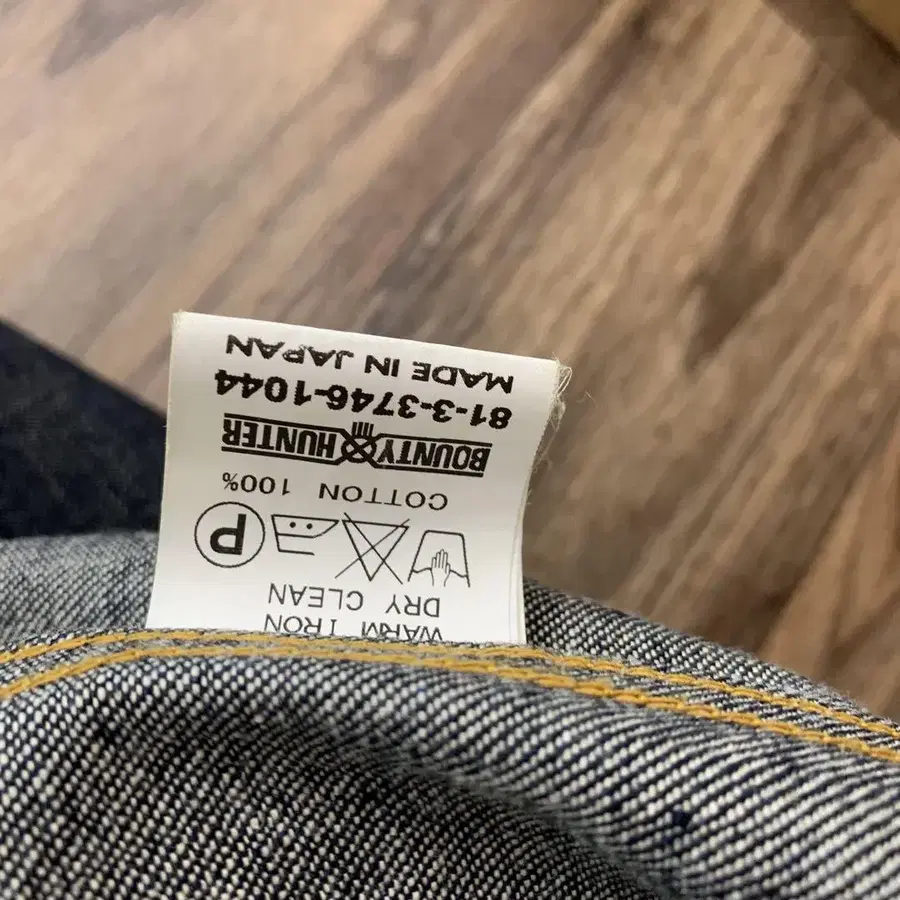 WARM IRON
DRY CLEAN
P
COTTON 100%
BOUNTY HUNTER
81-3-3746-1044
MADE IN JAPAN